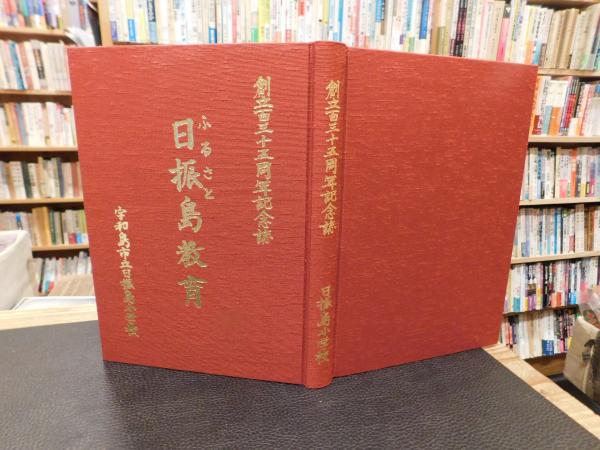 創立百三十五周年記念誌
ふるさと
日振島教育
宇和島市立日振島小学校
創立百三十五周年記念誌
日振島小学校